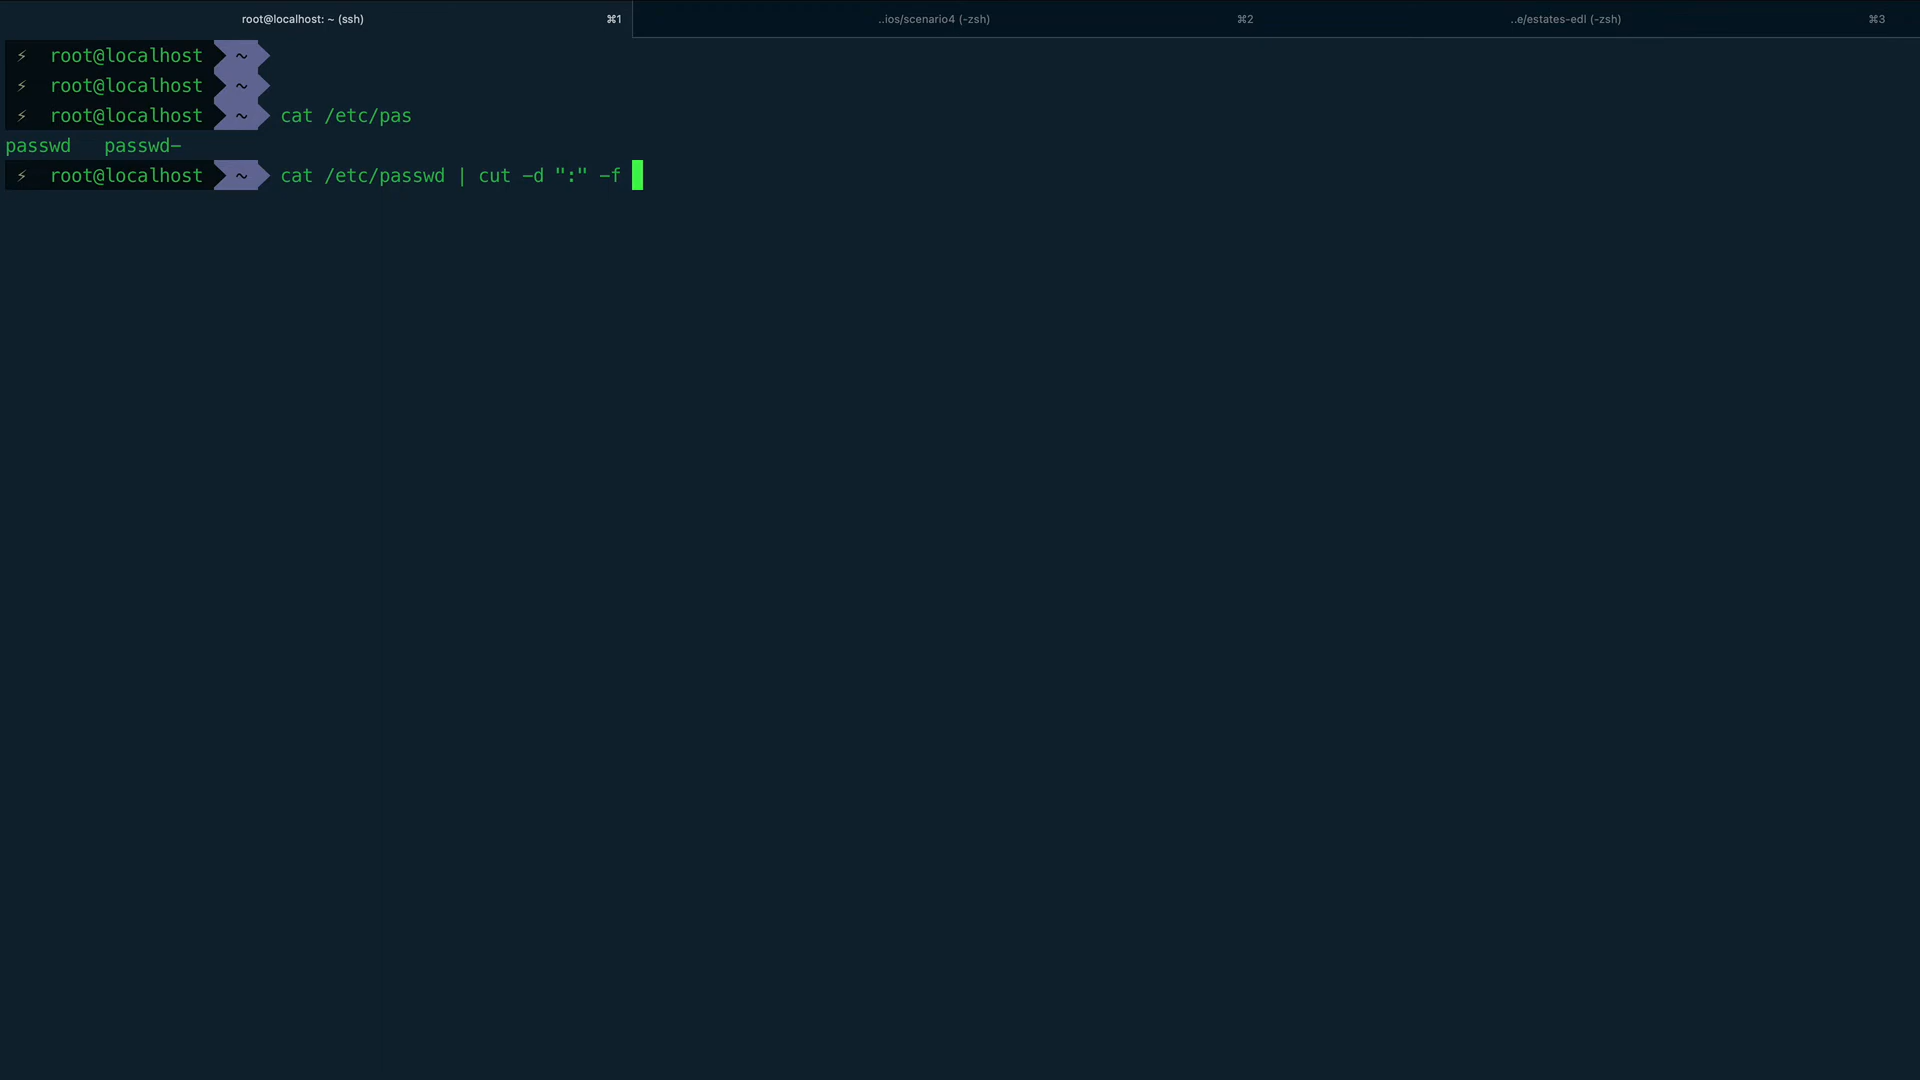 root@localhost: ~ (ssh) ⌘1 ..ios/scenario4 (-zsh) ⌘2 ..e/estates-edl (-zsh) ⌘3
⚡ root@localhost ~
⚡ root@localhost ~
⚡ root@localhost ~ cat /etc/pas
passwd passwd-
⚡ root@localhost ~ cat /etc/passwd | cut -d ":" -f